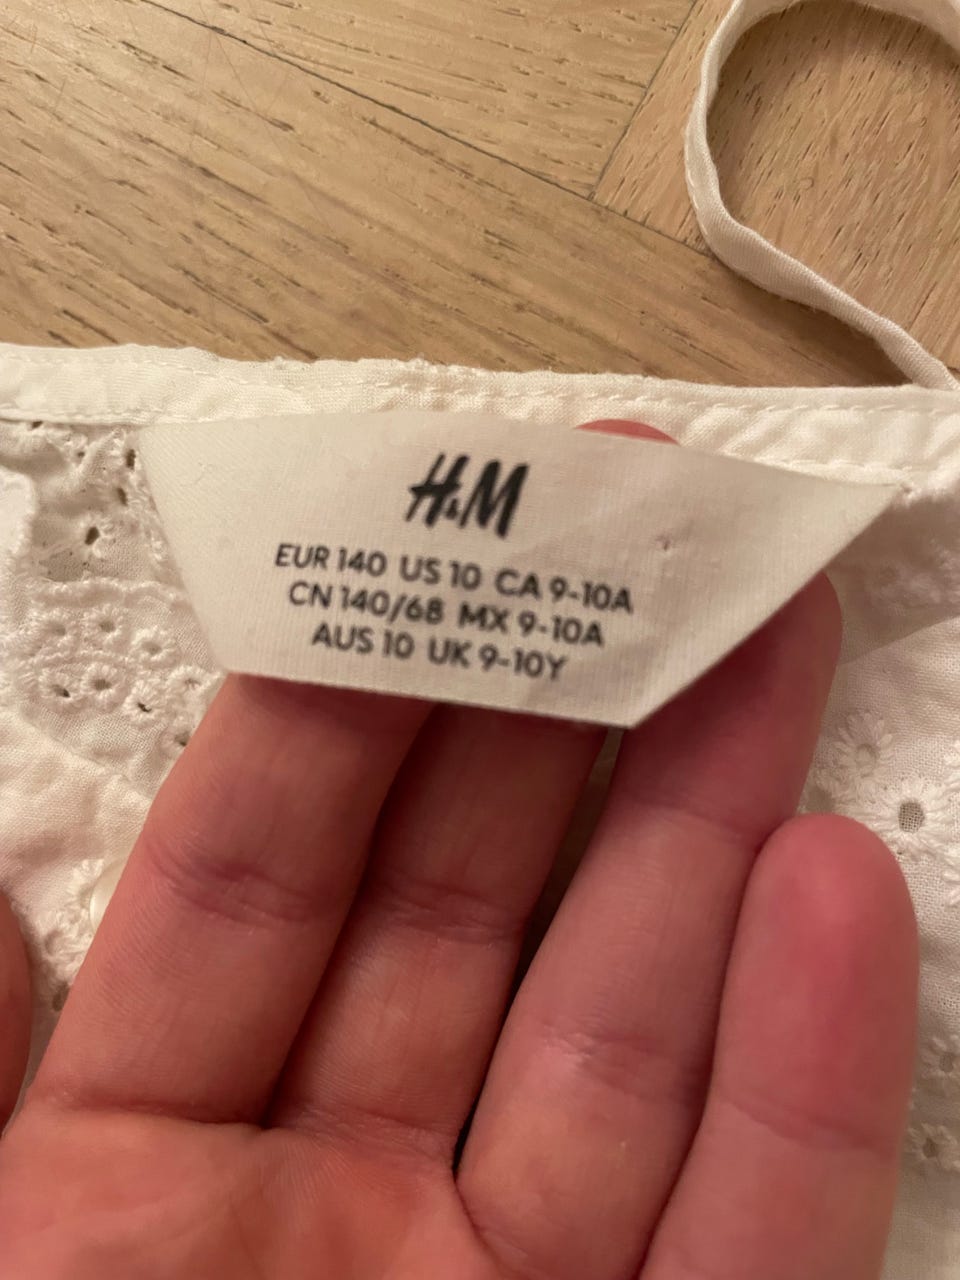 H&M
EUR 140 US 10 CA 9-10A
CN 140/68 MX 9-10A
AUS 10 UK 9-10Y